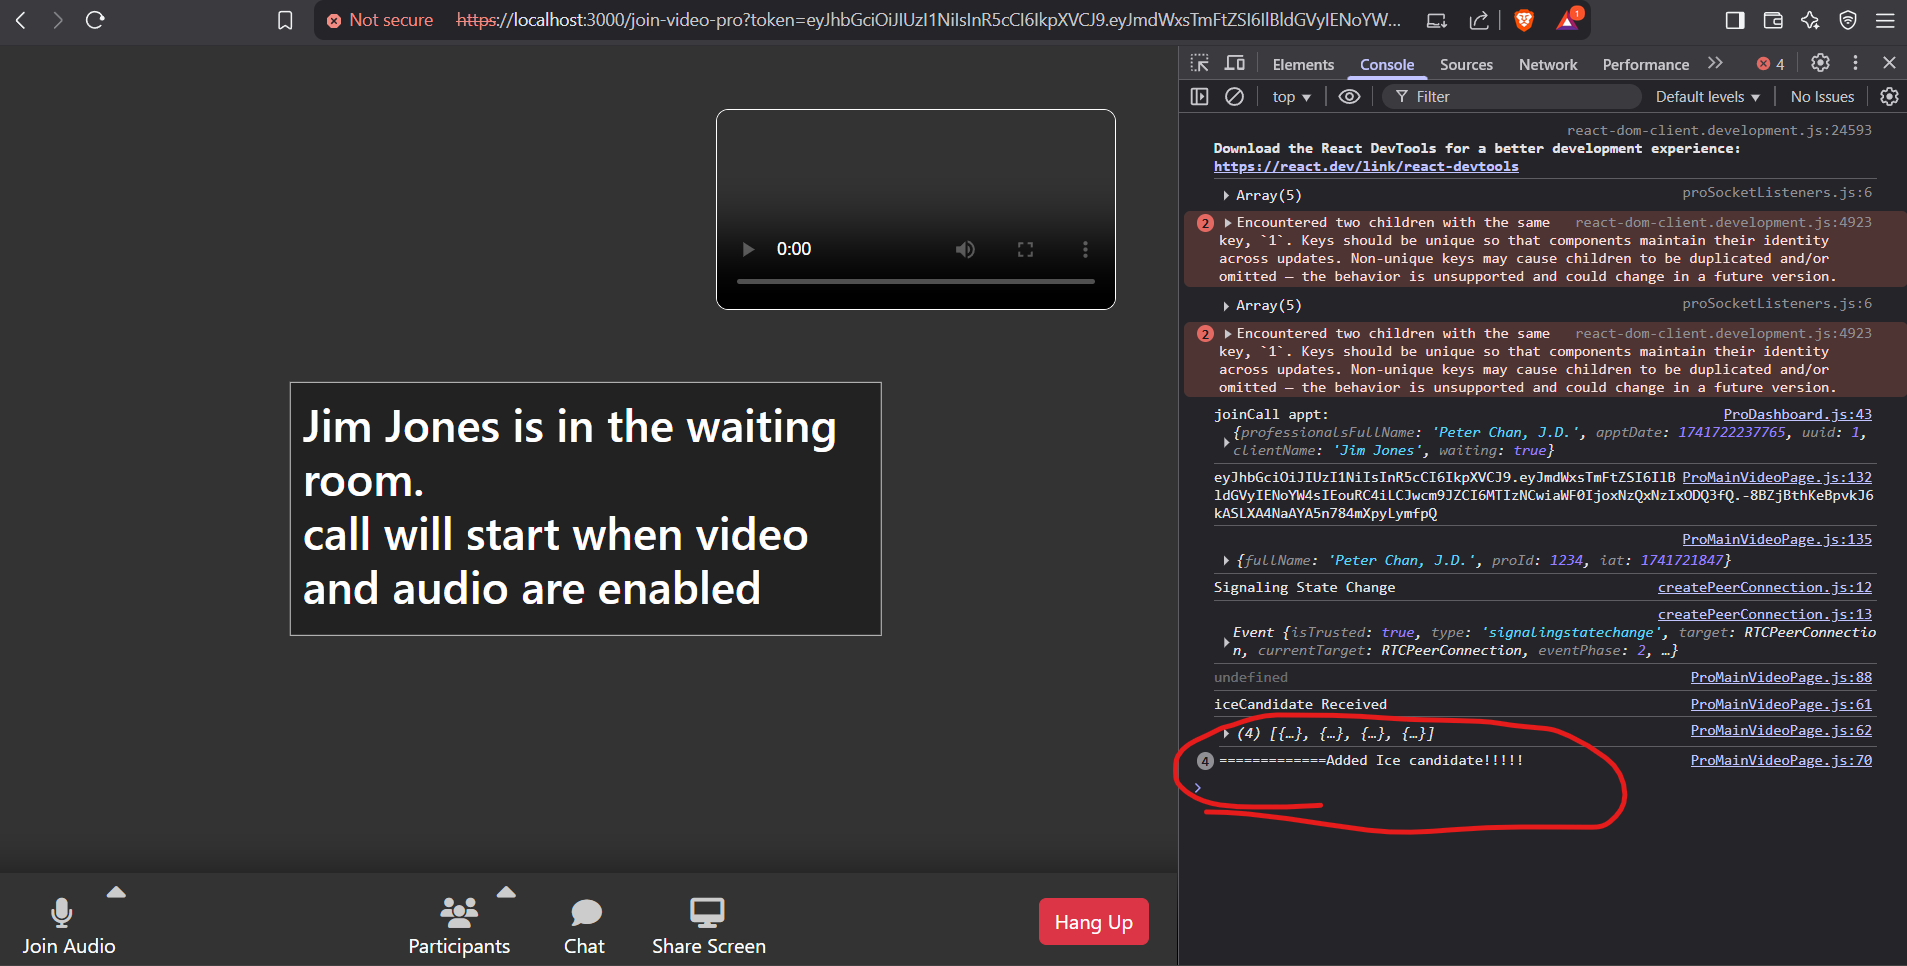 Not secure https://localhost:3000/join-video-pro?token=eyJhbGciOiJIUzI1NiIsInR5cCI6IkpXVCJ9.eyJmdWxsTmFtZSI6IlBldGVyIENoYW... 1
Elements Console Sources Network Performance 4
top Filter Default levels No Issues
react-dom-client.development.js:24593
Download the React DevTools for a better development experience:
https://react.dev/link/react-devtools
Array(5) proSocketListeners.js:6
2 Encountered two children with the same react-dom-client.development.js:4923
key, `1`. Keys should be unique so that components maintain their identity
across updates. Non-unique keys may cause children to be duplicated and/or
omitted — the behavior is unsupported and could change in a future version.
Array(5) proSocketListeners.js:6
2 Encountered two children with the same react-dom-client.development.js:4923
key, `1`. Keys should be unique so that components maintain their identity
across updates. Non-unique keys may cause children to be duplicated and/or
omitted — the behavior is unsupported and could change in a future version.
joinCall appt: ProDashboard.js:43
{professionalsFullName: 'Peter Chan, J.D.', apptDate: 1741722237765, uuid: 1,
clientName: 'Jim Jones', waiting: true}
eyJhbGciOiJIUzI1NiIsInR5cCI6IkpXVCJ9.eyJmdWxsTmFtZSI6IlB ProMainVideoPage.js:132
ldGVyIENoYW4sIEouRC4iLCJwcm9JZCI6MTIzNCwiaWF0IjoxNzQxNzIxODQ3fQ.-8BZjBthKeBpvkJ6
kASLXA4NaAYA5n784mXpyLymfpQ
ProMainVideoPage.js:135
{fullName: 'Peter Chan, J.D.', proId: 1234, iat: 1741721847}
Signaling State Change createPeerConnection.js:12
createPeerConnection.js:13
Event {isTrusted: true, type: 'signalingstatechange', target: RTCPeerConnectio
n, currentTarget: RTCPeerConnection, eventPhase: 2, …}
undefined ProMainVideoPage.js:88
iceCandidate Received ProMainVideoPage.js:61
(4) [{…}, {…}, {…}, {…}] ProMainVideoPage.js:62
4 =============Added Ice candidate!!!!! ProMainVideoPage.js:70
0:00
Jim Jones is in the waiting
room.
call will start when video
and audio are enabled
Join Audio Participants Chat Share Screen Hang Up